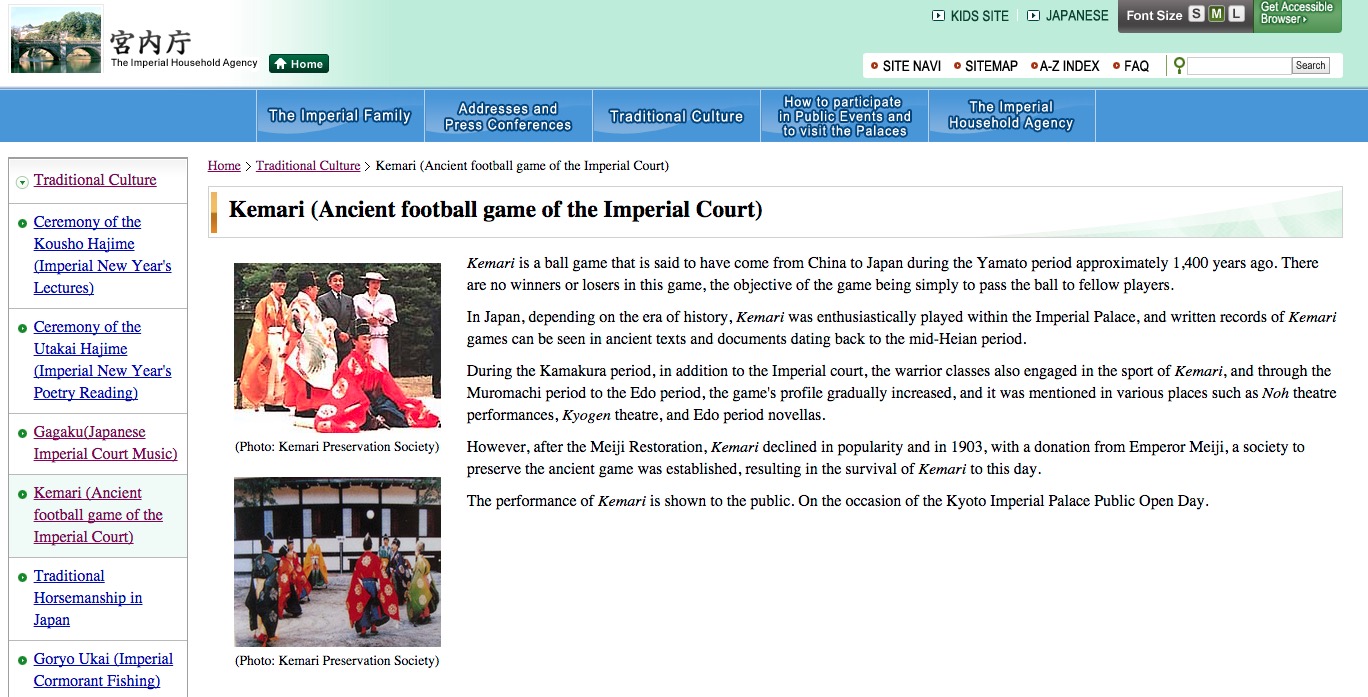 宮内庁
The Imperial Household Agency
Home
KIDS SITE
JAPANESE
Font Size S M L
Get Accessible
Browser
SITE NAVI
SITEMAP
A-Z INDEX
FAQ
Search
The Imperial Family
Addresses and
Press Conferences
Traditional Culture
How to participate
in Public Events and
to visit the Palaces
The Imperial
Household Agency
Traditional Culture
Ceremony of the
Kousho Hajime
(Imperial New Year's
Lectures)
Ceremony of the
Utakai Hajime
(Imperial New Year's
Poetry Reading)
Gagaku(Japanese
Imperial Court Music)
Kemari (Ancient
football game of the
Imperial Court)
Traditional
Horsemanship in
Japan
Goryo Ukai (Imperial
Cormorant Fishing)
Home > Traditional Culture > Kemari (Ancient football game of the Imperial Court)
Kemari (Ancient football game of the Imperial Court)
(Photo: Kemari Preservation Society)
(Photo: Kemari Preservation Society)
Kemari is a ball game that is said to have come from China to Japan during the Yamato period approximately 1,400 years ago. There
are no winners or losers in this game, the objective of the game being simply to pass the ball to fellow players.
In Japan, depending on the era of history, Kemari was enthusiastically played within the Imperial Palace, and written records of Kemari
games can be seen in ancient texts and documents dating back to the mid-Heian period.
During the Kamakura period, in addition to the Imperial court, the warrior classes also engaged in the sport of Kemari, and through the
Muromachi period to the Edo period, the game's profile gradually increased, and it was mentioned in various places such as Noh theatre
performances, Kyogen theatre, and Edo period novellas.
However, after the Meiji Restoration, Kemari declined in popularity and in 1903, with a donation from Emperor Meiji, a society to
preserve the ancient game was established, resulting in the survival of Kemari to this day.
The performance of Kemari is shown to the public. On the occasion of the Kyoto Imperial Palace Public Open Day.